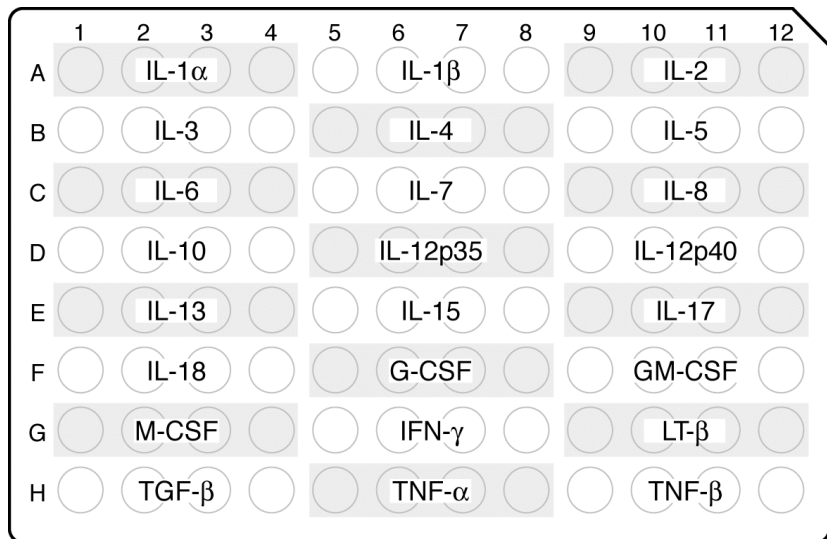 1 2 3 4 5 6 7 8 9 10 11 12
A IL-1α IL-1β IL-2
B IL-3 IL-4 IL-5
C IL-6 IL-7 IL-8
D IL-10 IL-12p35 IL-12p40
E IL-13 IL-15 IL-17
F IL-18 G-CSF GM-CSF
G M-CSF IFN-γ LT-β
H TGF-β TNF-α TNF-β